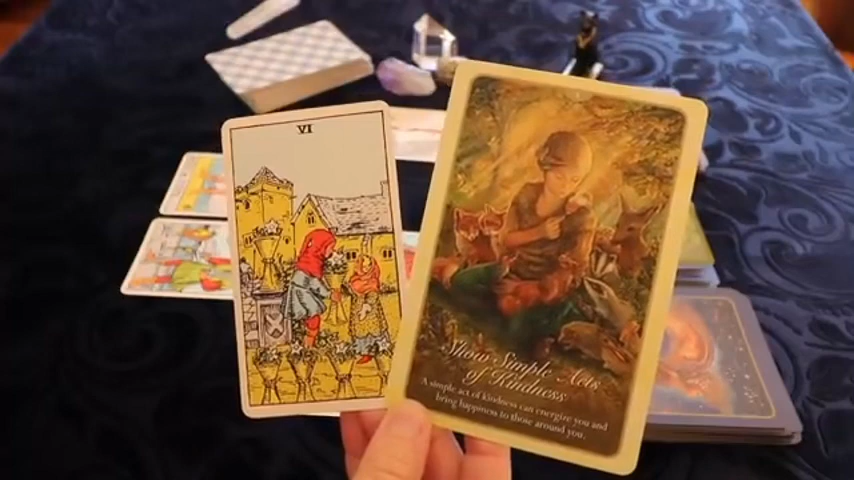 VI
Show Simple Acts
of Kindness
A simple act of kindness can energize you and
bring happiness to those around you.